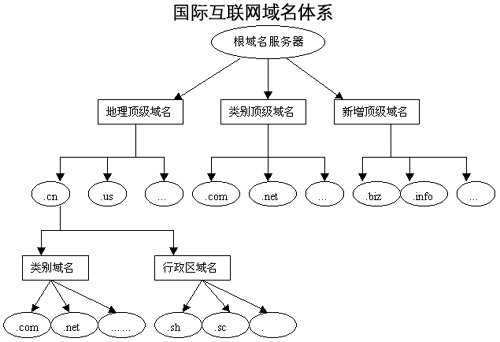 国际互联网域名体系
根域名服务器
地理顶级域名 类别顶级域名 新增顶级域名
.cn .us ... .com .net ... .biz .info ...
类别域名 行政区域名
.com .net …… .sh .sc .